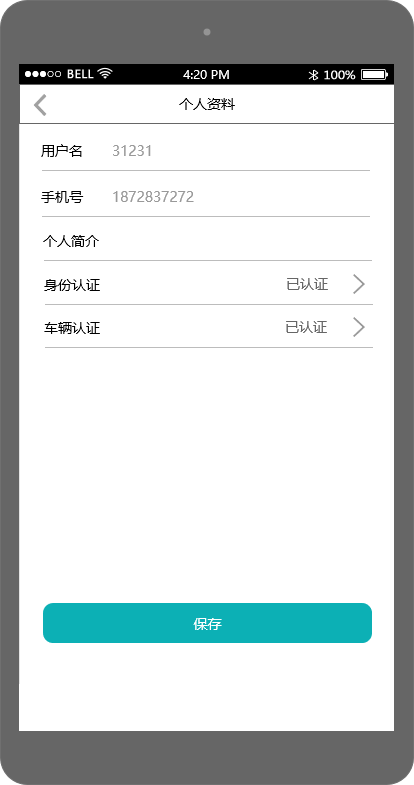 BELL 4:20 PM 100%
个人资料
用户名 31231
手机号 1872837272
个人简介
身份认证 已认证
车辆认证 已认证
保存